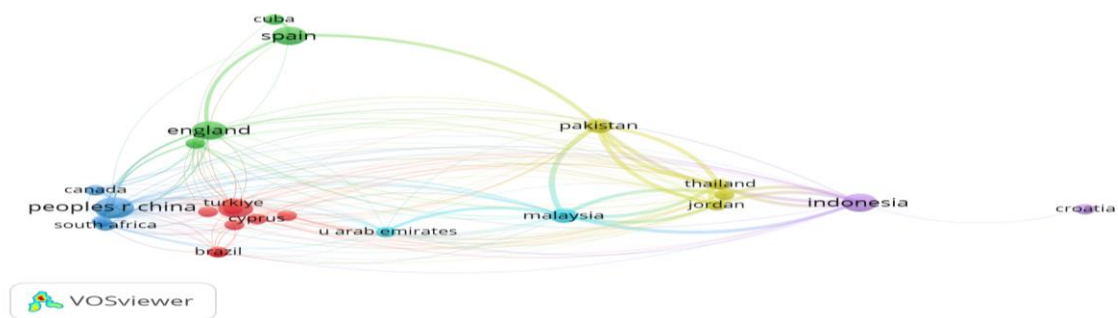 cuba
spain
england
pakistan
canada
peoples r china
south africa
turkiye
cyprus
brazil
u arab emirates
malaysia
thailand
jordan
indonesia
croatia
VOSviewer